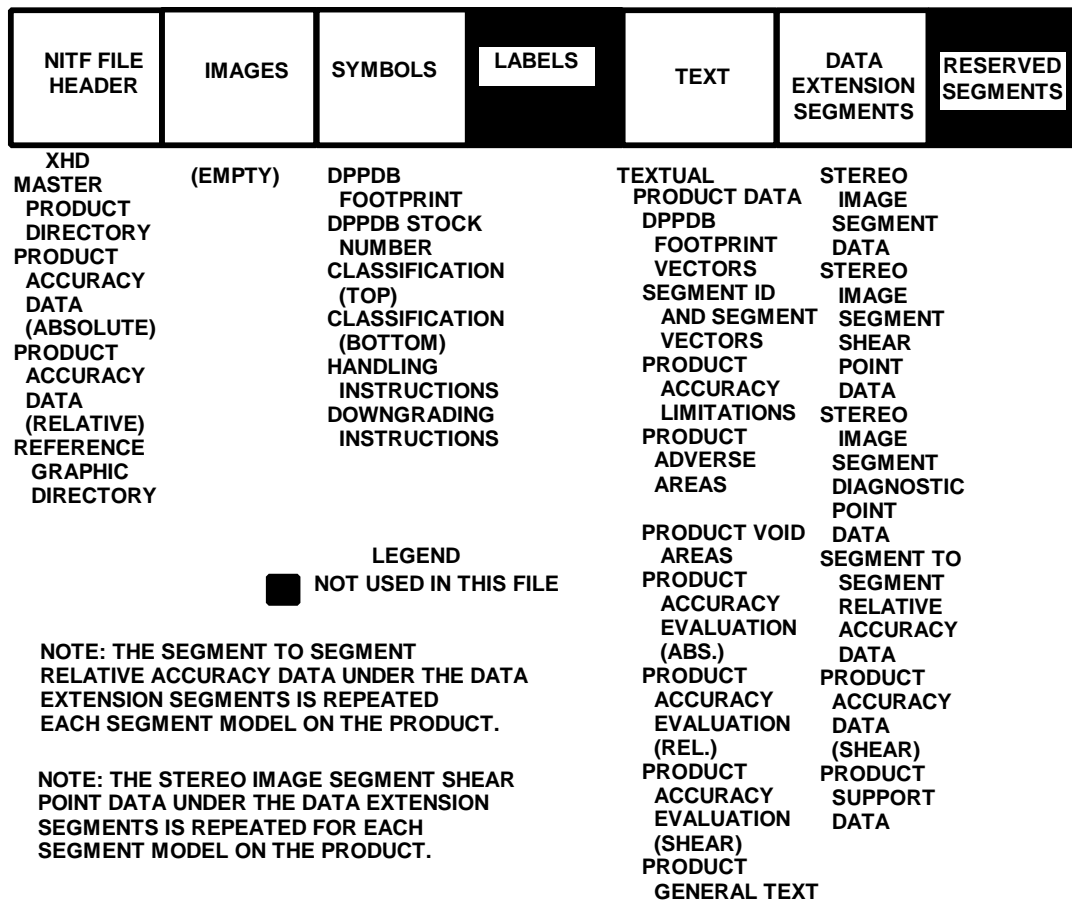 NITF FILE
HEADER
IMAGES
SYMBOLS
LABELS
TEXT
DATA
EXTENSION
SEGMENTS
RESERVED
SEGMENTS
XHD
MASTER
PRODUCT
DIRECTORY
PRODUCT
ACCURACY
DATA
(ABSOLUTE)
PRODUCT
ACCURACY
DATA
(RELATIVE)
REFERENCE
GRAPHIC
DIRECTORY
(EMPTY)
DPPDB
FOOTPRINT
DPPDB STOCK
NUMBER
CLASSIFICATION
(TOP)
CLASSIFICATION
(BOTTOM)
HANDLING
INSTRUCTIONS
DOWNGRADING
INSTRUCTIONS
TEXTUAL
PRODUCT DATA
DPPDB
FOOTPRINT
VECTORS
SEGMENT ID
AND SEGMENT
VECTORS
PRODUCT
ACCURACY
LIMITATIONS
PRODUCT
ADVERSE
AREAS
PRODUCT VOID
AREAS
PRODUCT
ACCURACY
EVALUATION
(ABS.)
PRODUCT
ACCURACY
EVALUATION
(REL.)
PRODUCT
ACCURACY
EVALUATION
(SHEAR)
PRODUCT
GENERAL TEXT
STEREO
IMAGE
SEGMENT
DATA
STEREO
IMAGE
SEGMENT
SHEAR
POINT
DATA
STEREO
IMAGE
SEGMENT
DIAGNOSTIC
POINT
DATA
SEGMENT TO
SEGMENT
RELATIVE
ACCURACY
DATA
PRODUCT
ACCURACY
DATA
(SHEAR)
PRODUCT
SUPPORT
DATA
LEGEND
NOT USED IN THIS FILE
NOTE: THE SEGMENT TO SEGMENT
RELATIVE ACCURACY DATA UNDER THE DATA
EXTENSION SEGMENTS IS REPEATED
EACH SEGMENT MODEL ON THE PRODUCT.
NOTE: THE STEREO IMAGE SEGMENT SHEAR
POINT DATA UNDER THE DATA EXTENSION
SEGMENTS IS REPEATED FOR EACH
SEGMENT MODEL ON THE PRODUCT.